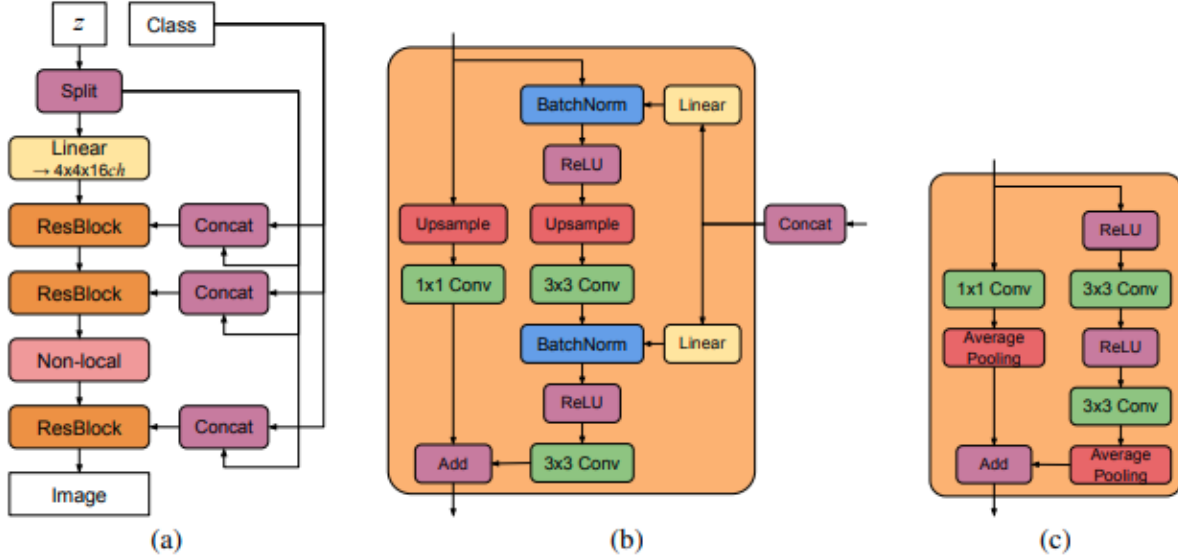 z
Class
Split
Linear
→ 4x4x16ch
ResBlock
Concat
ResBlock
Concat
Non-local
ResBlock
Concat
Image
(a)
BatchNorm
Linear
ReLU
Upsample
Upsample
Concat
1x1 Conv
3x3 Conv
BatchNorm
Linear
ReLU
Add
3x3 Conv
(b)
ReLU
1x1 Conv
3x3 Conv
Average
Pooling
ReLU
3x3 Conv
Add
Average
Pooling
(c)